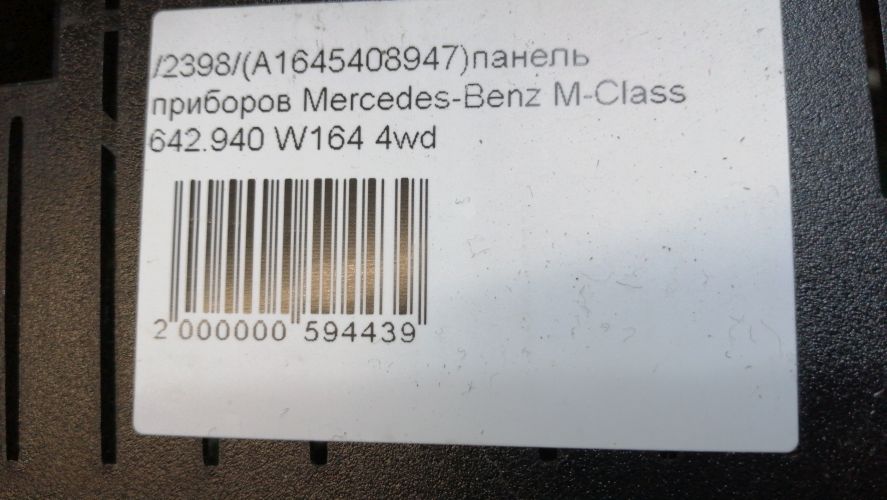 /2398/(A1645408947)панель
приборов Mercedes-Benz M-Class
642.940 W164 4wd
2 000000 594439